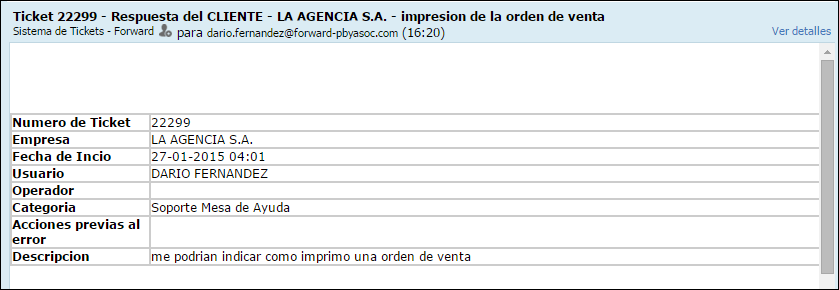 Ticket 22299 - Respuesta del CLIENTE - LA AGENCIA S.A. - impresion de la orden de venta
Sistema de Tickets - Forward para dario.fernandez@forward-pbyasoc.com (16:20) Ver detalles
Numero de Ticket 22299
Empresa LA AGENCIA S.A.
Fecha de Incio 27-01-2015 04:01
Usuario DARIO FERNANDEZ
Operador
Categoria Soporte Mesa de Ayuda
Acciones previas al
error
Descripcion me podrian indicar como imprimo una orden de venta